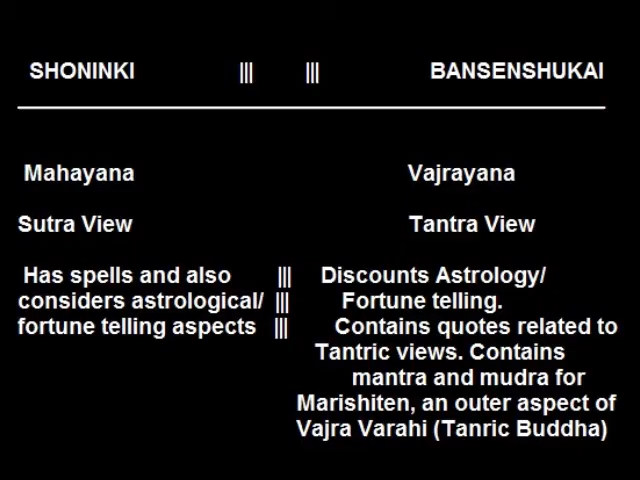 SHONINKI ||| ||| BANSENSHUKAI
Mahayana Vajrayana
Sutra View Tantra View
Has spells and also ||| Discounts Astrology/
considers astrological/ ||| Fortune telling.
fortune telling aspects ||| Contains quotes related to
Tantric views. Contains
mantra and mudra for
Marishiten, an outer aspect of
Vajra Varahi (Tanric Buddha)